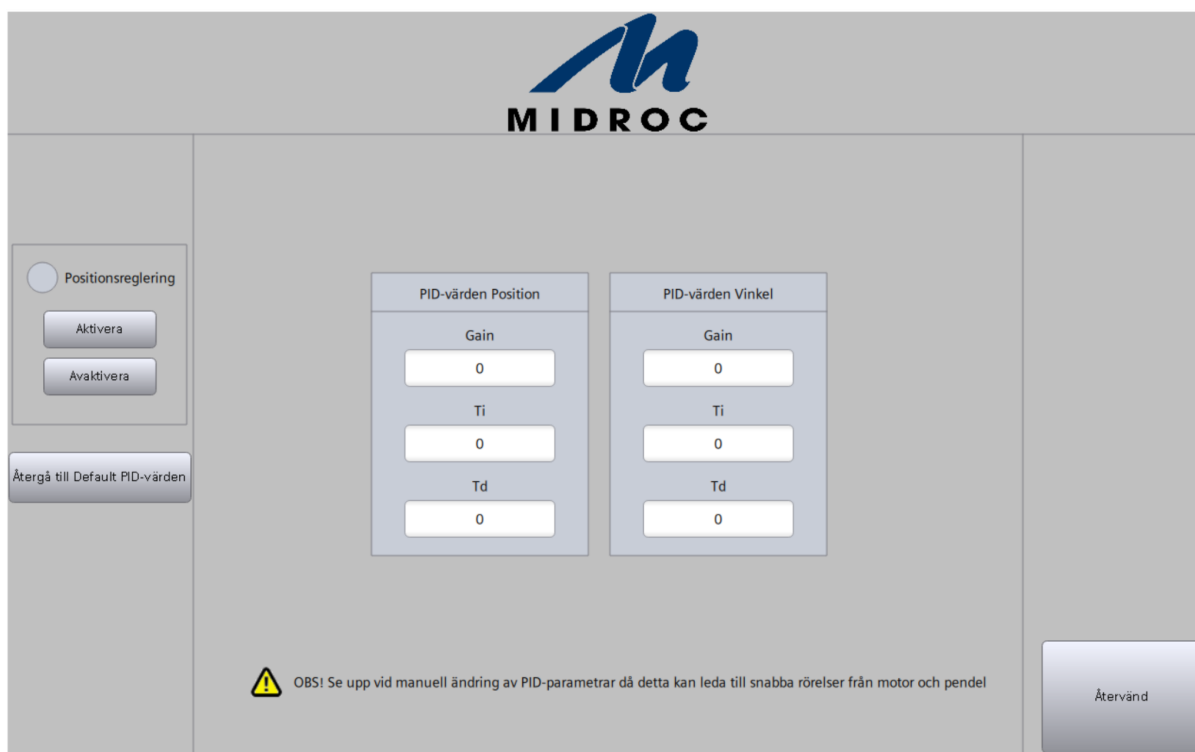 MIDROC
Positionsreglering
Aktivera
Avaktivera
Återgå till Default PID-värden
PID-värden Position
Gain
0
Ti
0
Td
0
PID-värden Vinkel
Gain
0
Ti
0
Td
0
OBS! Se upp vid manuell ändring av PID-parametrar då detta kan leda till snabba rörelser från motor och pendel
Återvänd